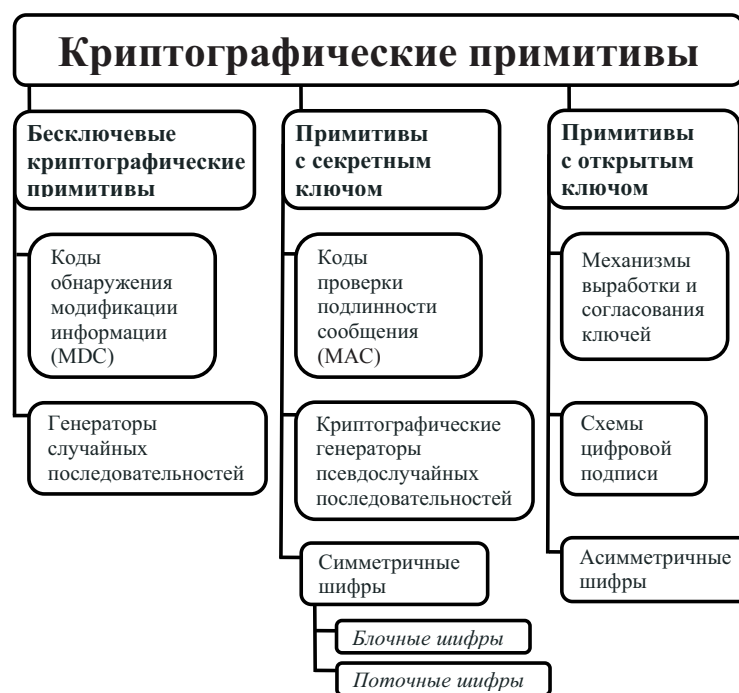 Криптографические примитивы
Бесключевые
криптографические
примитивы
Коды
обнаружения
модификации
информации
(MDC)
Генераторы
случайных
последовательностей
Примитивы
с секретным
ключом
Коды
проверки
подлинности
сообщения
(MAC)
Криптографические
генераторы
псевдослучайных
последовательностей
Симметричные
шифры
Блочные шифры
Поточные шифры
Примитивы
с открытым
ключом
Механизмы
выработки и
согласования
ключей
Схемы
цифровой
подписи
Асимметричные
шифры